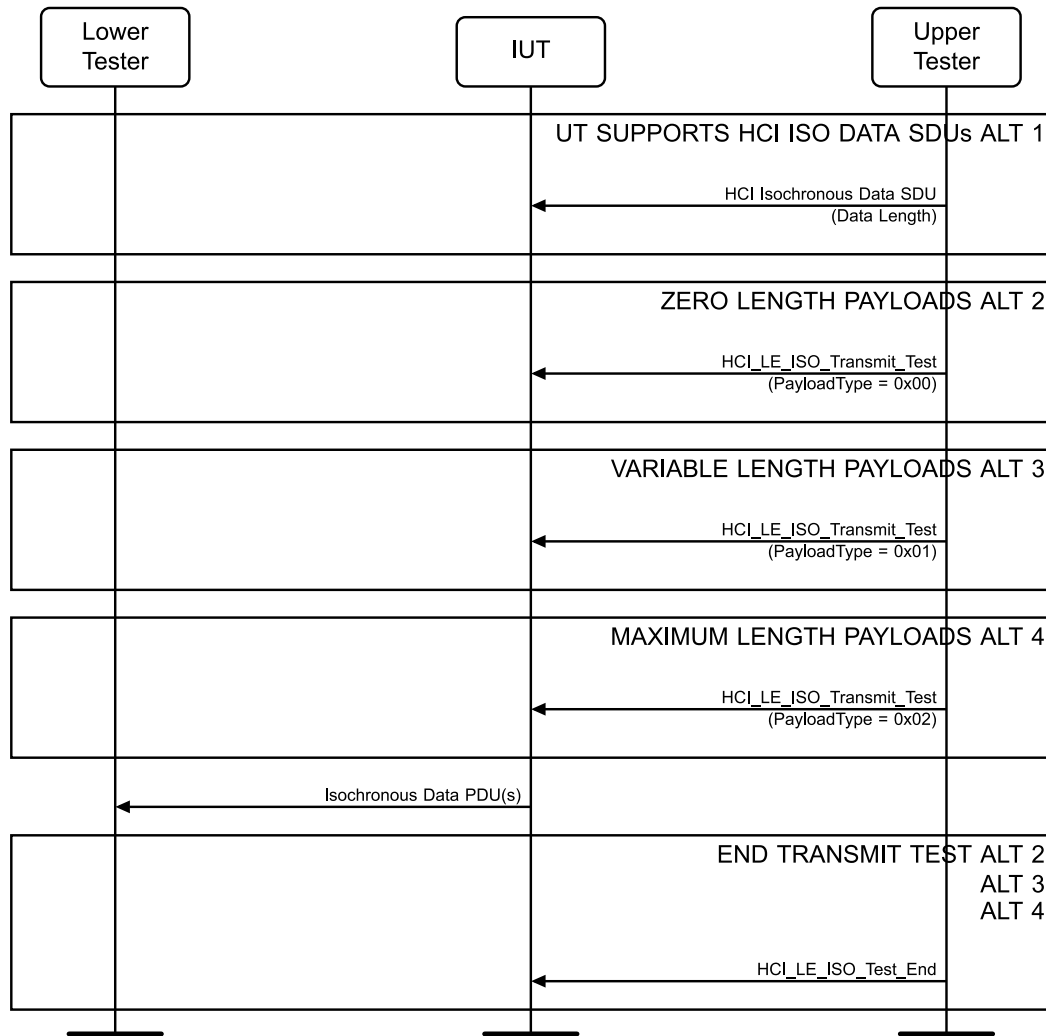 Lower
Tester
IUT
Upper
Tester
UT SUPPORTS HCI ISO DATA SDUs ALT 1
HCI Isochronous Data SDU
(Data Length)
ZERO LENGTH PAYLOADS ALT 2
HCI_LE_ISO_Transmit_Test
(PayloadType = 0x00)
VARIABLE LENGTH PAYLOADS ALT 3
HCI_LE_ISO_Transmit_Test
(PayloadType = 0x01)
MAXIMUM LENGTH PAYLOADS ALT 4
HCI_LE_ISO_Transmit_Test
(PayloadType = 0x02)
Isochronous Data PDU(s)
END TRANSMIT TEST ALT 2
ALT 3
ALT 4
HCI_LE_ISO_Test_End